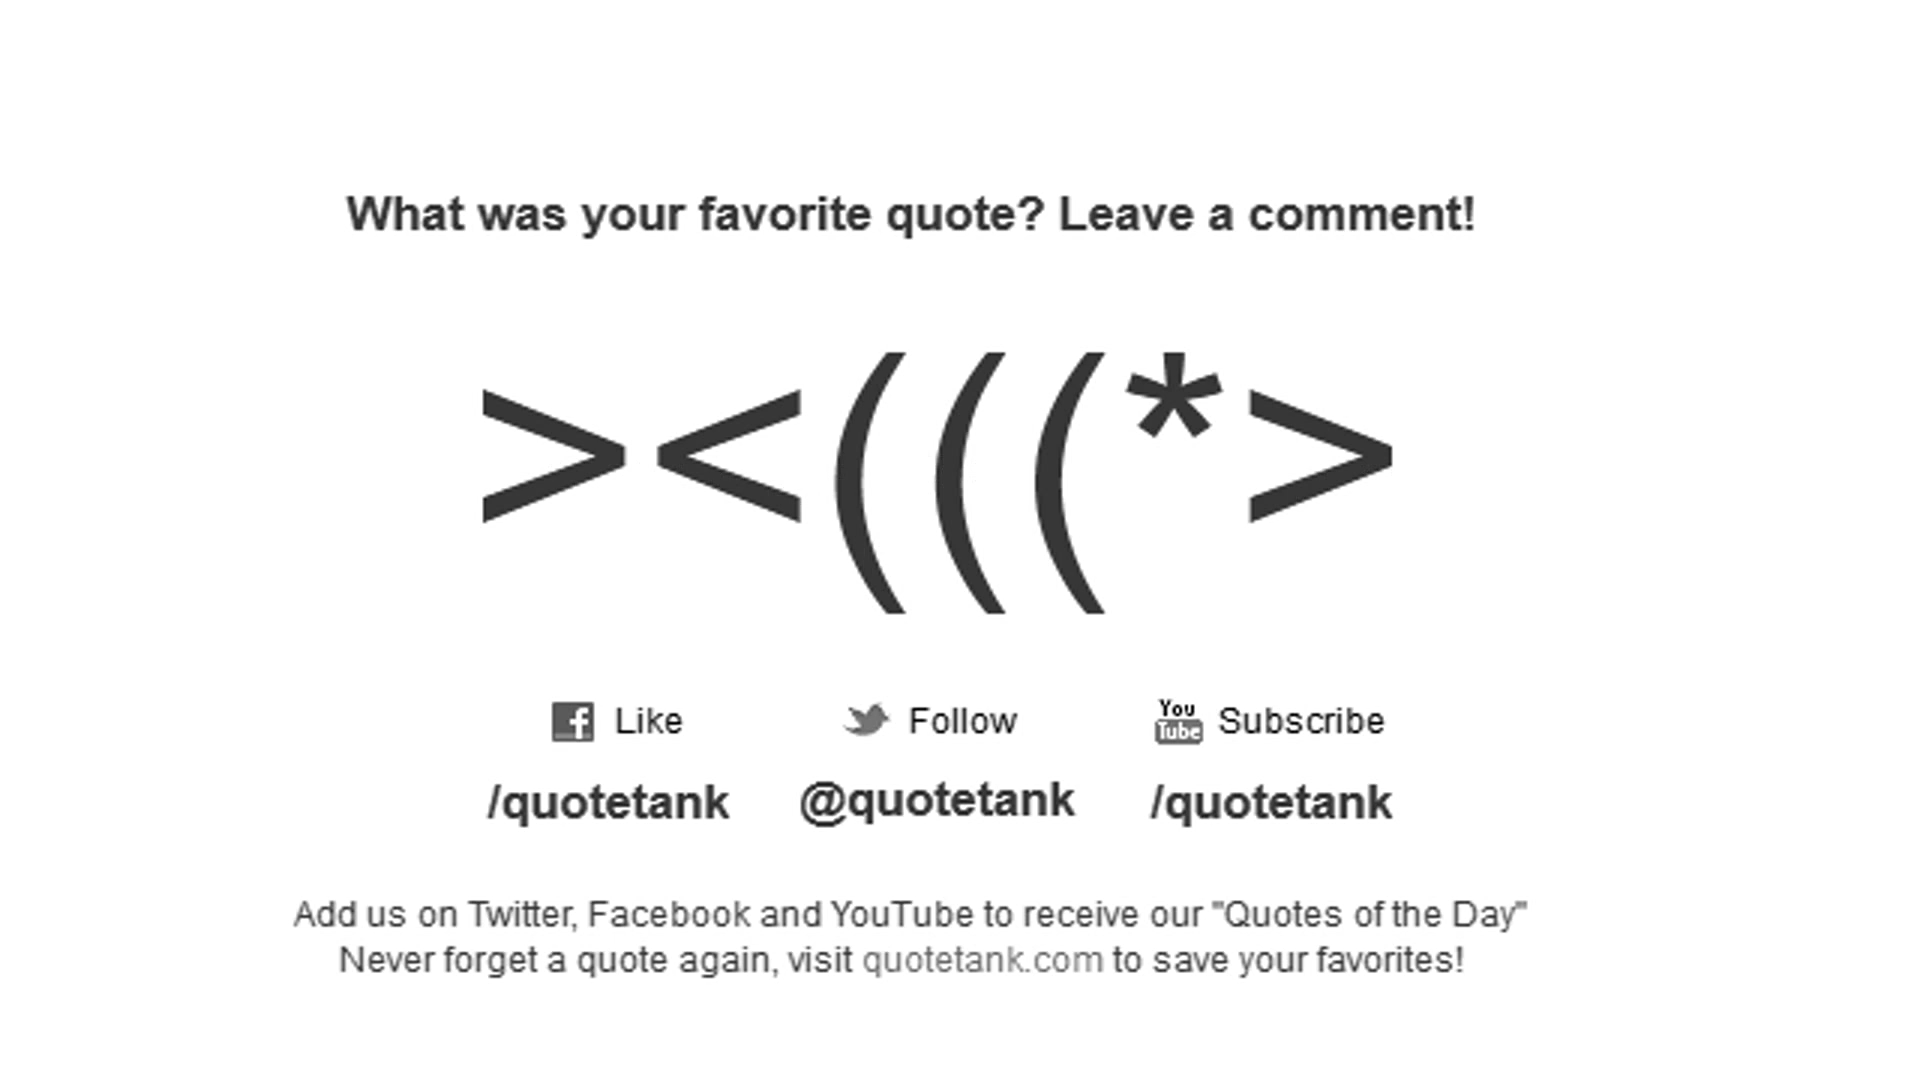 What was your favorite quote? Leave a comment!
><(((*>
f Like
Follow
You Tube Subscribe
/quotetank
@quotetank
/quotetank
Add us on Twitter, Facebook and YouTube to receive our "Quotes of the Day"
Never forget a quote again, visit quotetank.com to save your favorites!